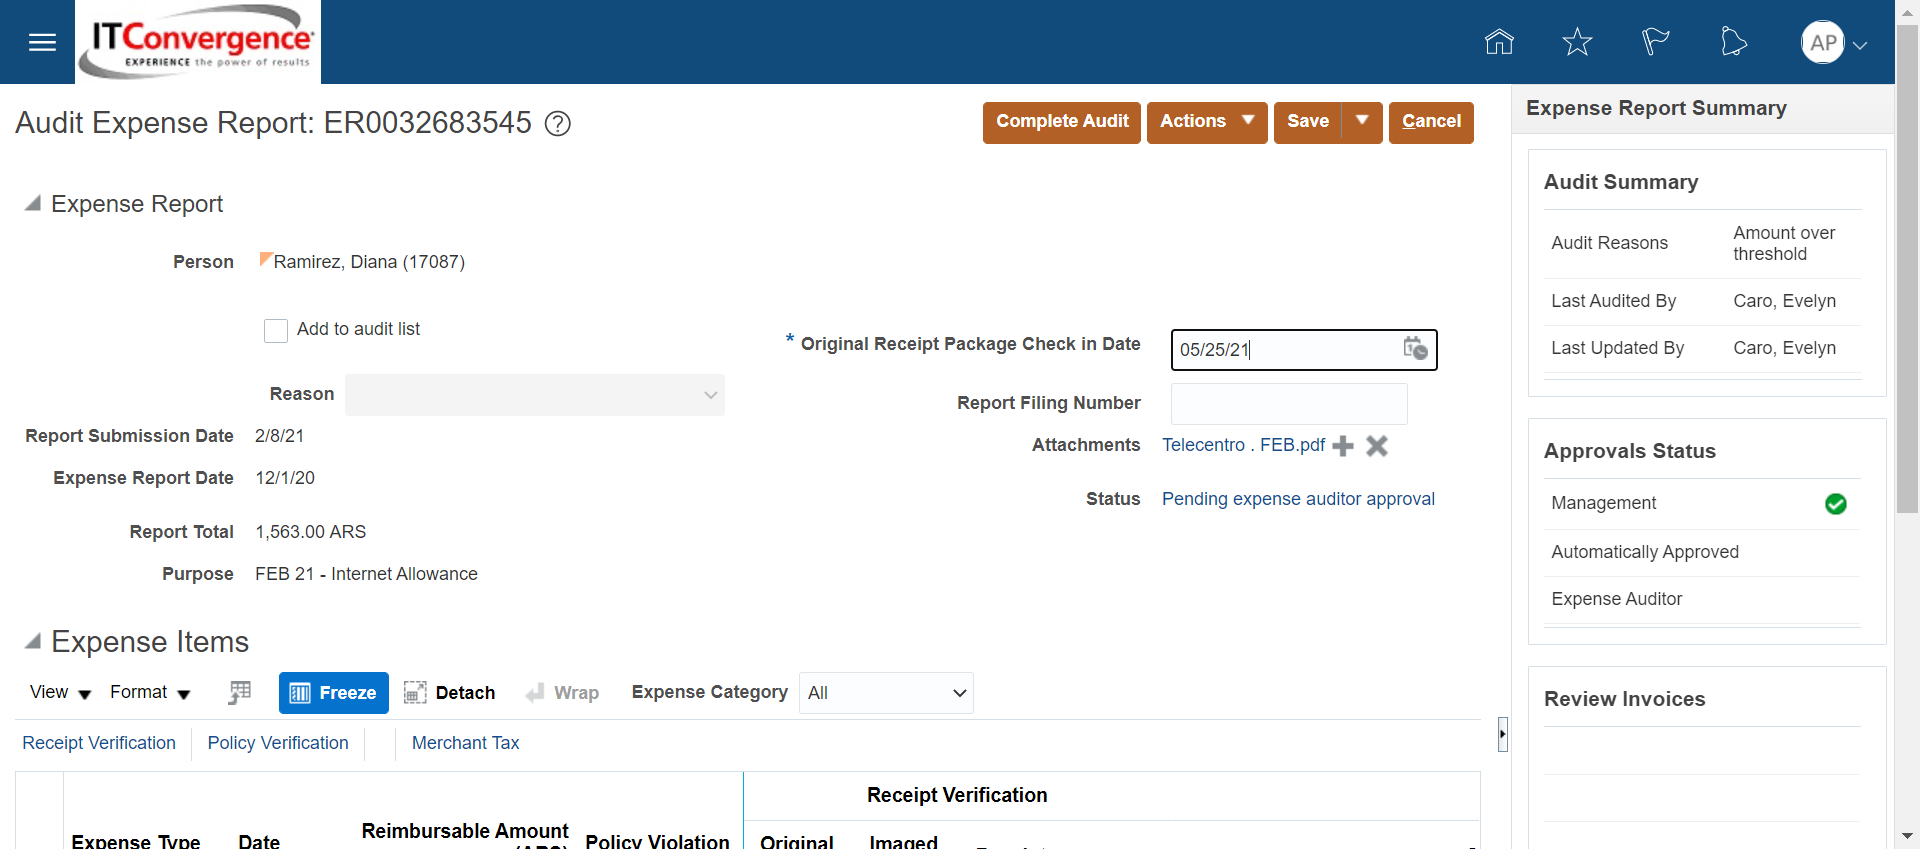 ITConvergence
EXPERIENCE the power of results
AP
Audit Expense Report: ER0032683545
Complete Audit
Actions
Save
Cancel
Expense Report
Person
Ramirez, Diana (17087)
Add to audit list
Reason
Report Submission Date
2/8/21
Expense Report Date
12/1/20
Report Total
1,563.00 ARS
Purpose
FEB 21 - Internet Allowance
* Original Receipt Package Check in Date
05/25/21
Report Filing Number
Attachments
Telecentro . FEB.pdf
Status
Pending expense auditor approval
Expense Items
View
Format
Freeze
Detach
Wrap
Expense Category
All
Receipt Verification
Policy Verification
Merchant Tax
Receipt Verification
Expense Type
Date
Reimbursable Amount
(ARS)
Policy Violation
Original
Imaged
Expense Report Summary
Audit Summary
Audit Reasons
Amount over
threshold
Last Audited By
Caro, Evelyn
Last Updated By
Caro, Evelyn
Approvals Status
Management
Automatically Approved
Expense Auditor
Review Invoices